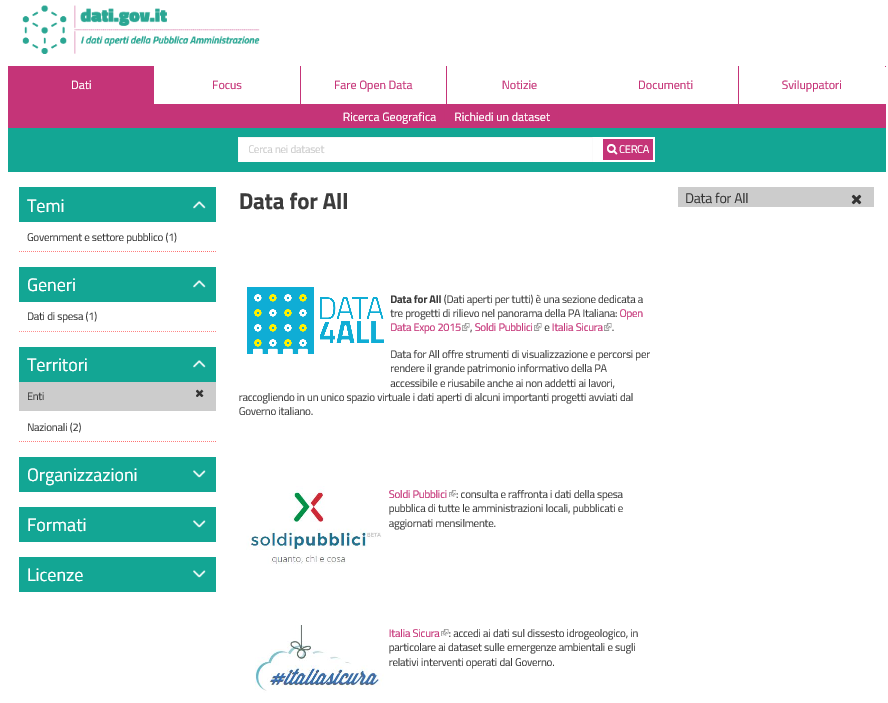 dati.gov.it
I dati aperti della Pubblica Amministrazione
Dati
Focus
Fare Open Data
Notizie
Documenti
Sviluppatori
Ricerca Geografica
Richiedi un dataset
Cerca nei dataset
CERCA
Temi
Government e settore pubblico (1)
Generi
Dati di spesa (1)
Territori
Enti
Nazionali (2)
Organizzazioni
Formati
Licenze
Data for All
DATA
4ALL
Data for All (Dati aperti per tutti) è una sezione dedicata a
tre progetti di rilievo nel panorama della PA Italiana: Open
Data Expo 2015, Soldi Pubblici e Italia Sicura.
Data for All offre strumenti di visualizzazione e percorsi per
rendere il grande patrimonio informativo della PA
accessibile e riusabile anche ai non addetti ai lavori,
raccogliendo in un unico spazio virtuale i dati aperti di alcuni importanti progetti avviati dal
Governo italiano.
soldipubblici BETA
quanto, chi e cosa
Soldi Pubblici: consulta e raffronta i dati della spesa
pubblica di tutte le amministrazioni locali, pubblicati e
aggiornati mensilmente.
#italiasicura
Italia Sicura: accedi ai dati sul dissesto idrogeologico, in
particolare ai dataset sulle emergenze ambientali e sugli
relativi interventi operati dal Governo.
Data for All